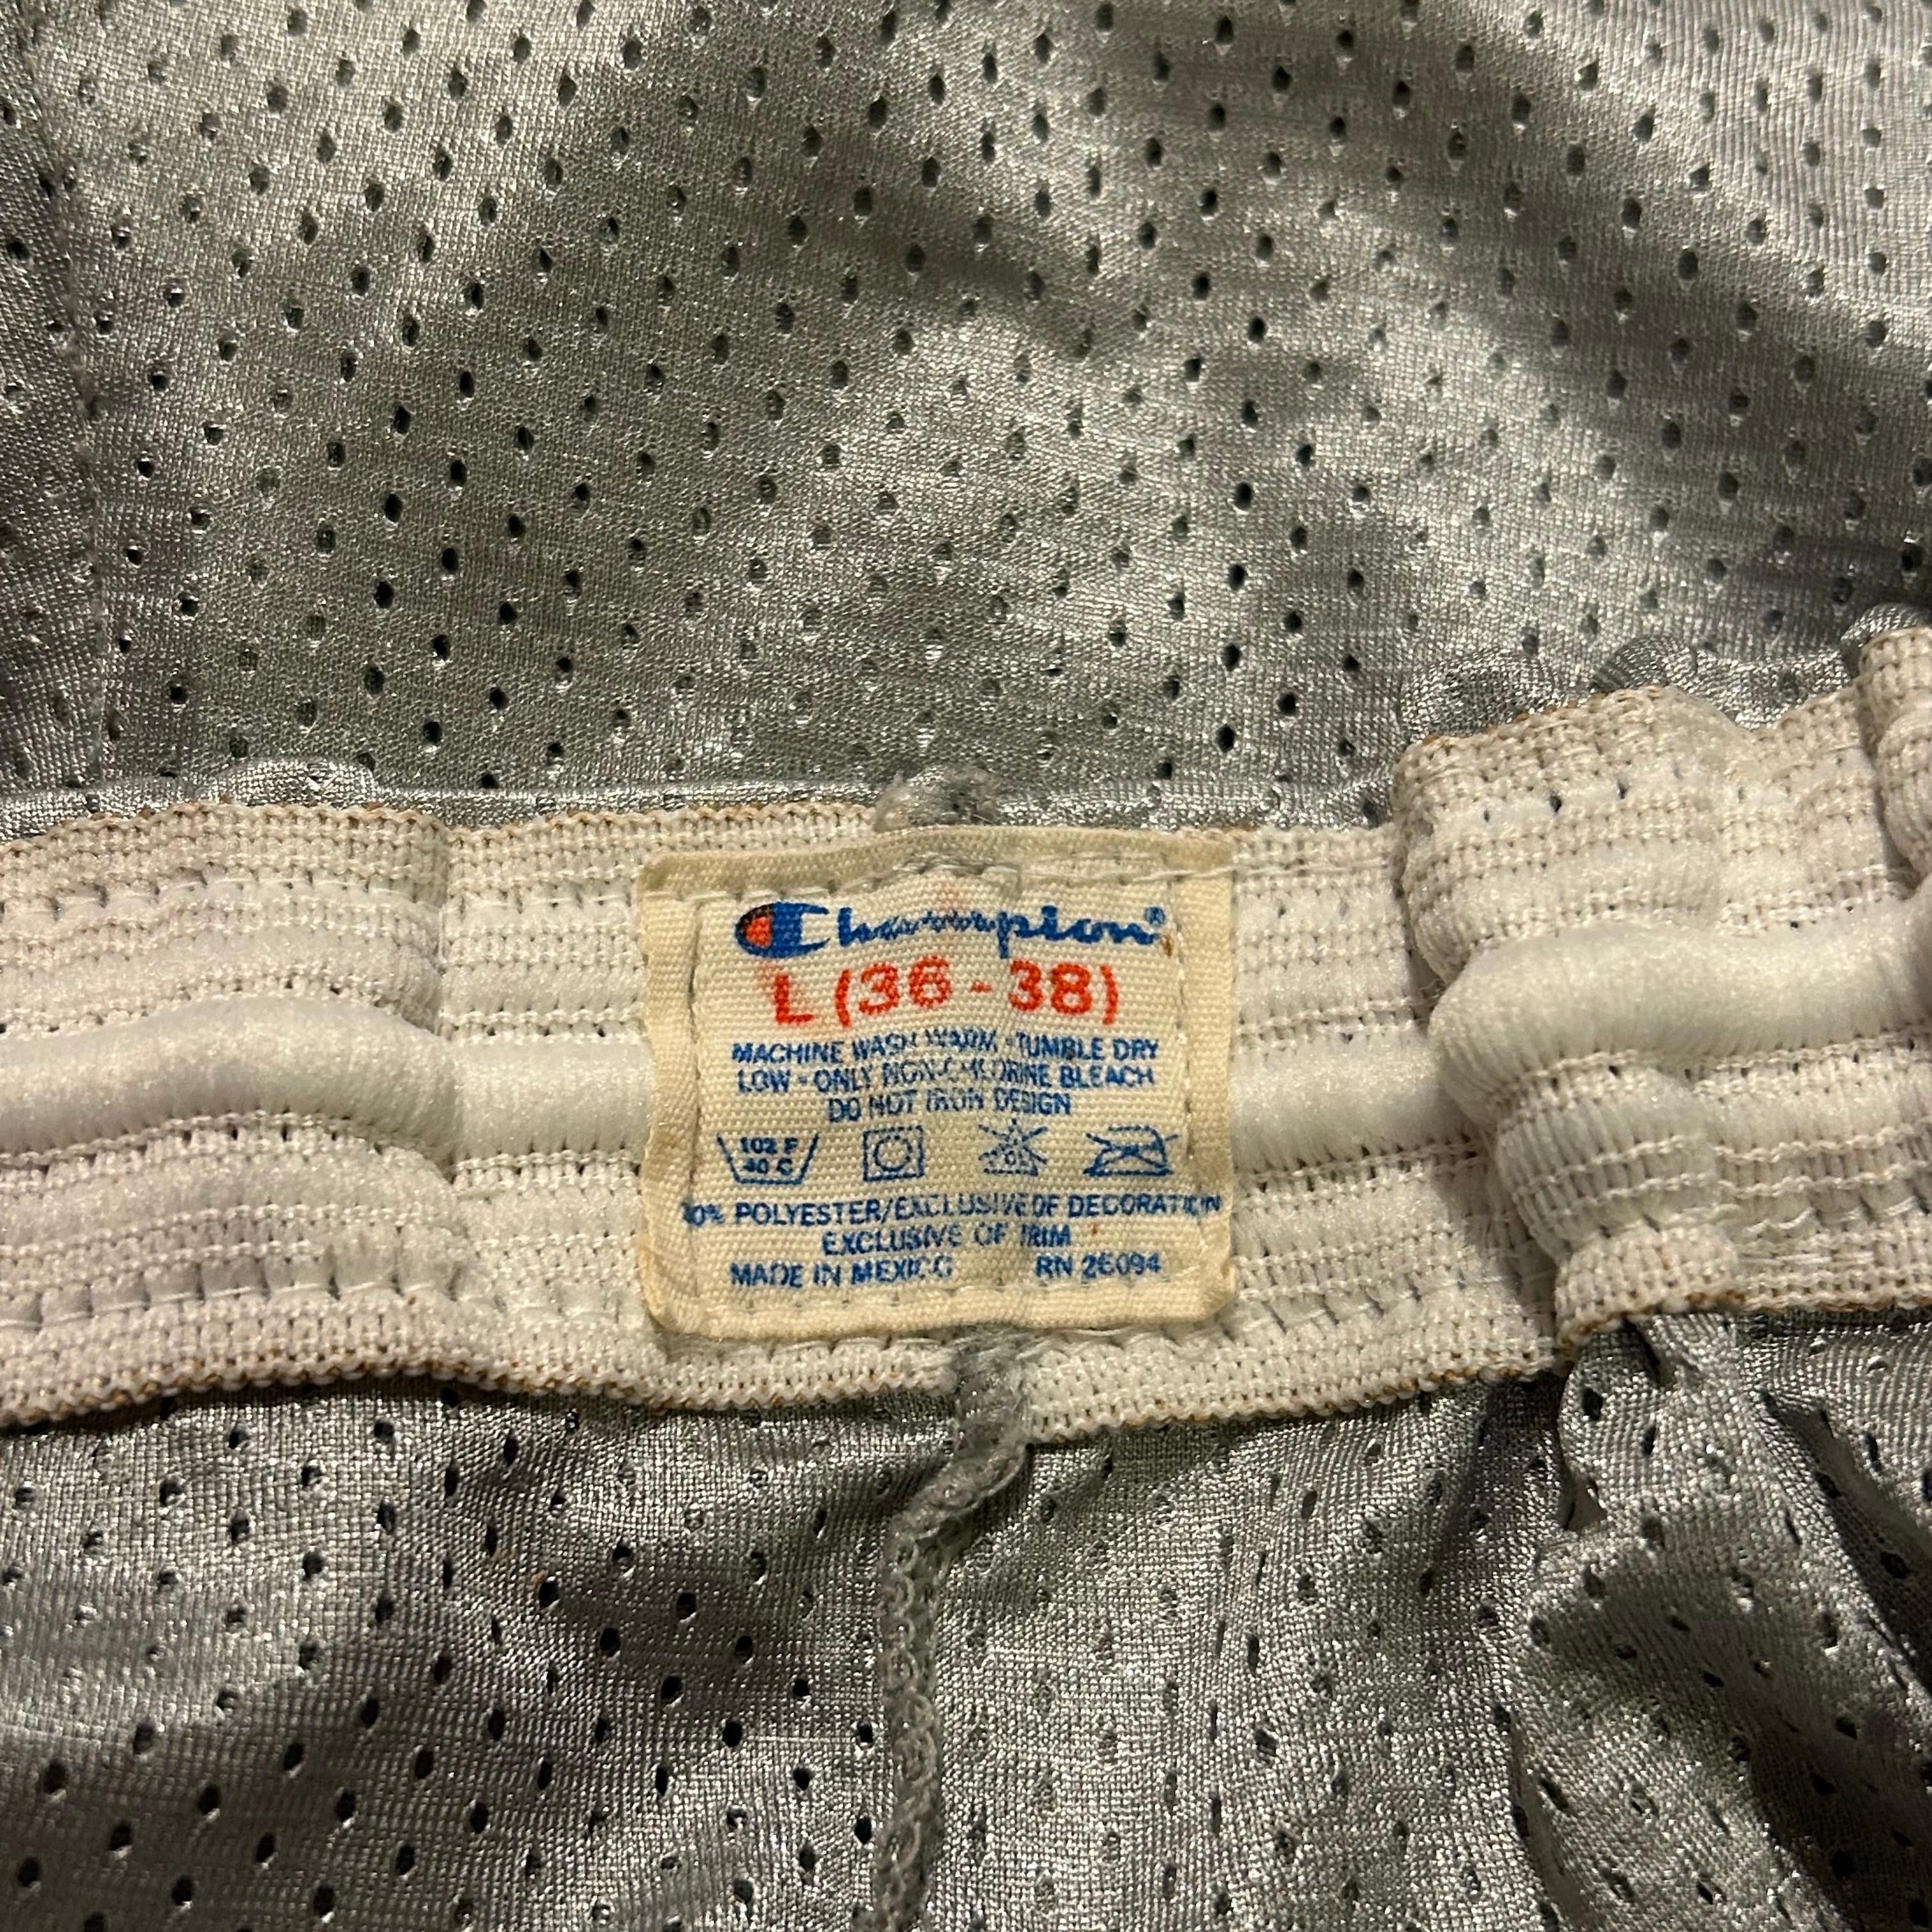 Champion®
L (36 - 38)
MACHINE WASH WARM - TUMBLE DRY
LOW - ONLY NON-CHLORINE BLEACH
DO NOT IRON DESIGN
102 F
40 C
POLYESTER/EXCLUSIVE OF DECORATION
EXCLUSIVE OF TRIM
MADE IN MEXICO RN 26094